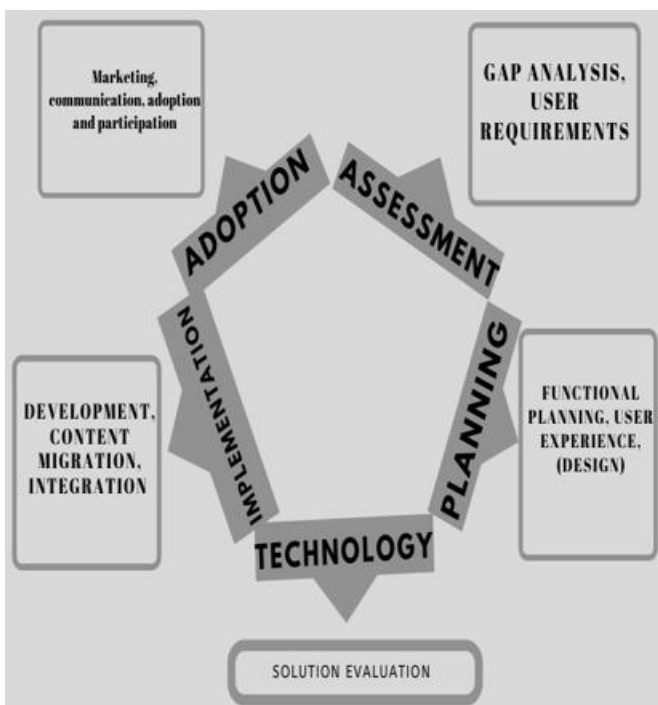 Marketing,
communication, adoption
and participation
GAP ANALYSIS,
USER
REQUIREMENTS
ADOPTION
ASSESSMENT
IMPLEMENTATION
PLANNING
DEVELOPMENT,
CONTENT
MIGRATION,
INTEGRATION
FUNCTIONAL
PLANNING, USER
EXPERIENCE,
(DESIGN)
TECHNOLOGY
SOLUTION EVALUATION